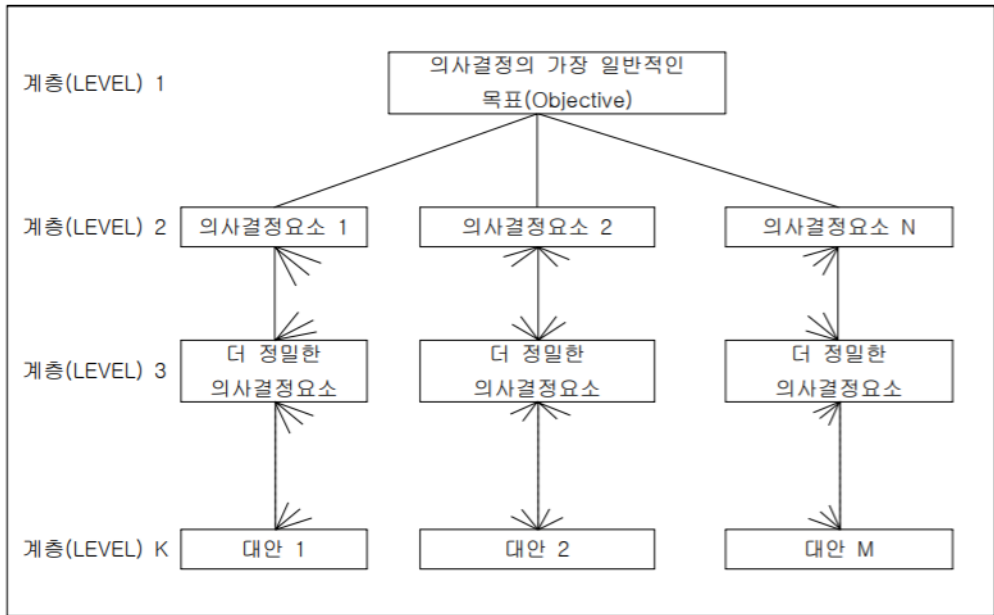 계층(LEVEL) 1
의사결정의 가장 일반적인
목표(Objective)
계층(LEVEL) 2
의사결정요소 1
의사결정요소 2
의사결정요소 N
계층(LEVEL) 3
더 정밀한
의사결정요소
더 정밀한
의사결정요소
더 정밀한
의사결정요소
계층(LEVEL) K
대안 1
대안 2
대안 M